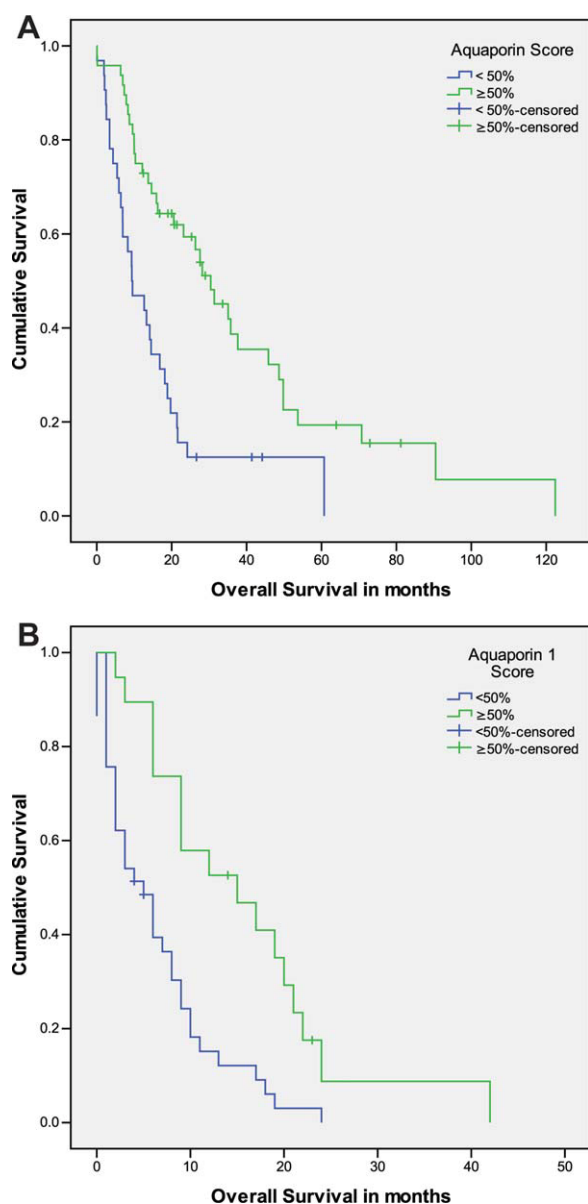 A
Aquaporin Score
< 50%
≥50%
< 50%-censored
≥50%-censored
Cumulative Survival
1.0
0.8
0.6
0.4
0.2
0.0
0 20 40 60 80 100 120
Overall Survival in months
B
Aquaporin 1
Score
<50%
≥50%
<50%-censored
≥50%-censored
Cumulative Survival
1.0
0.8
0.6
0.4
0.2
0.0
0 10 20 30 40 50
Overall Survival in months